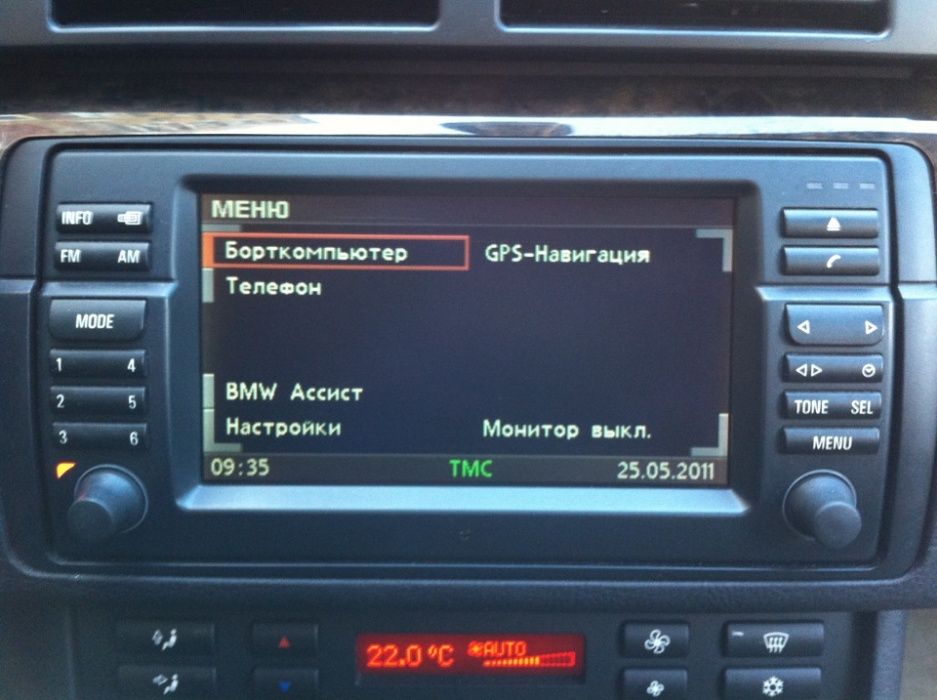 INFO
FM AM
MODE
1 4
2 5
3 6
МЕНЮ
Борткомпьютер GPS-Навигация
Телефон
BMW Ассист
Настройки Монитор выкл.
09:35 TMC 25.05.2011
TONE SEL
MENU
22.0°C AUTO